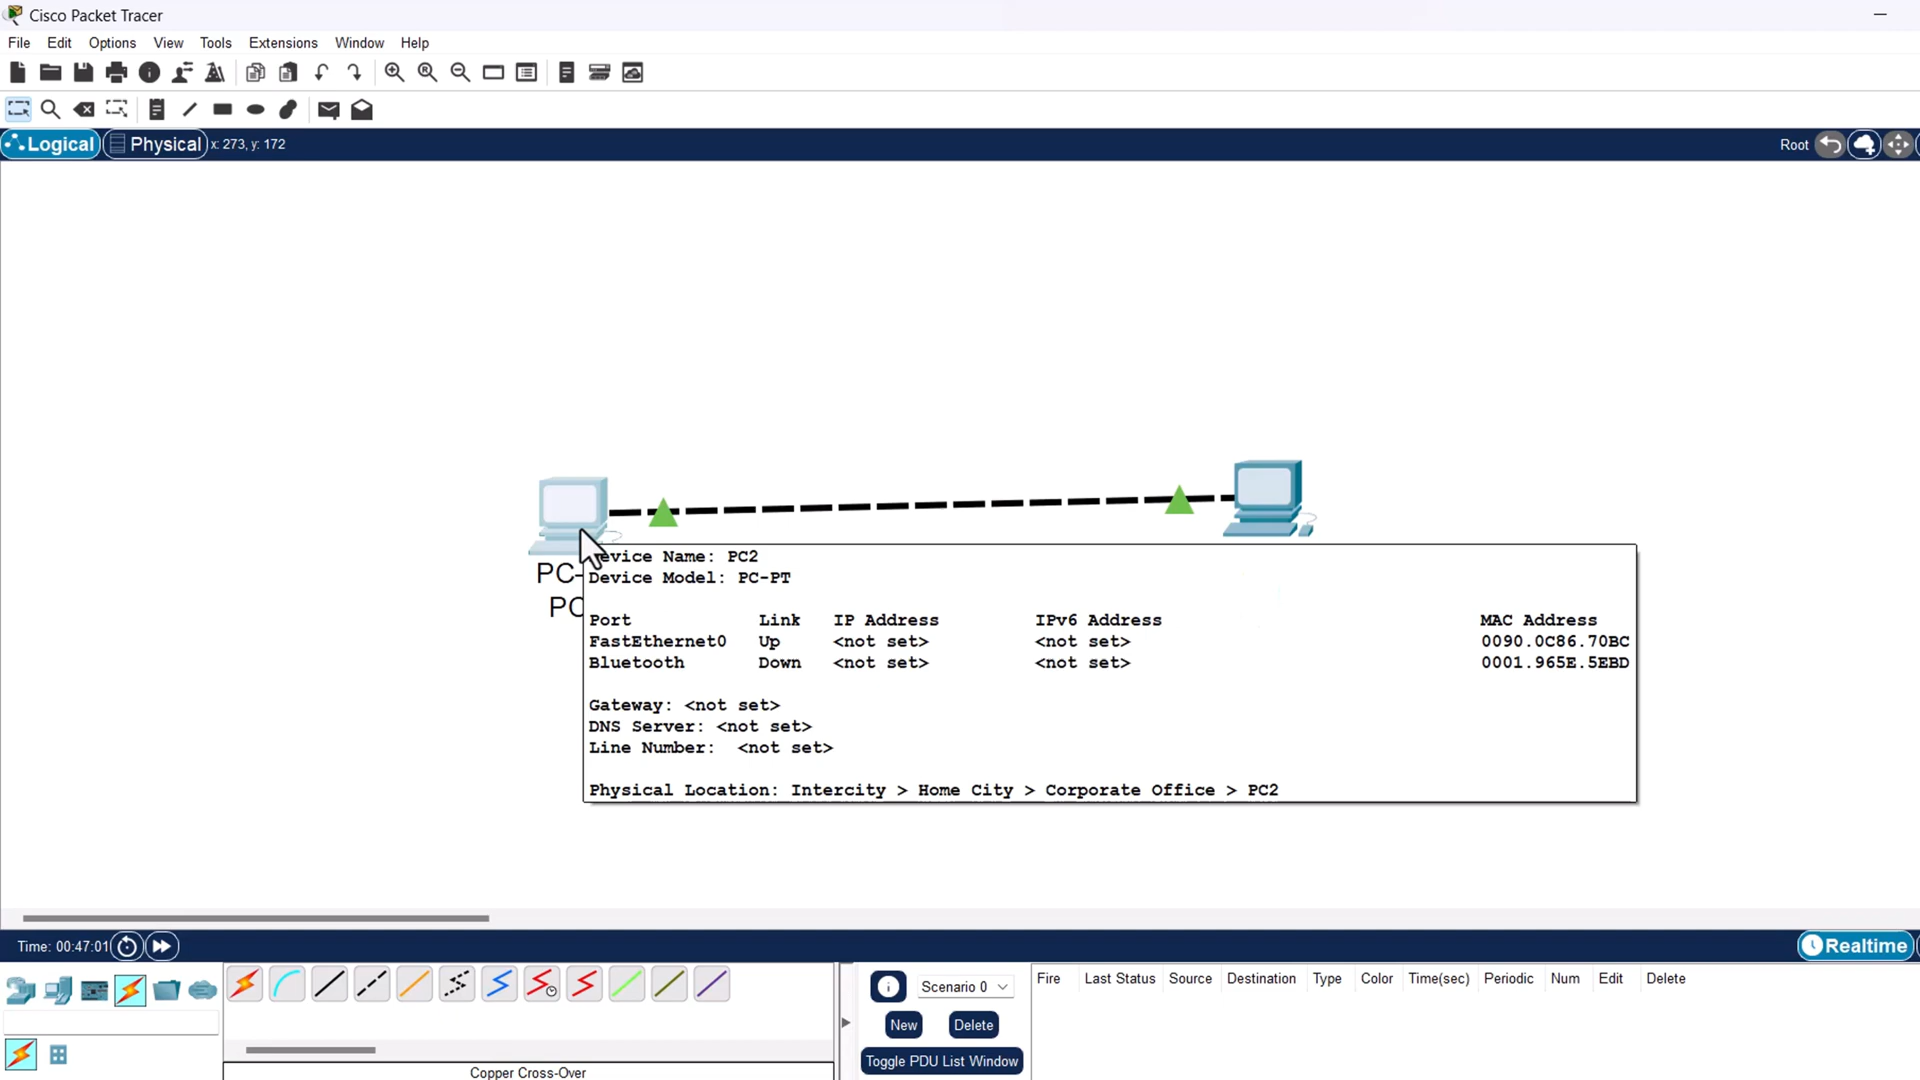 Cisco Packet Tracer
File Edit Options View Tools Extensions Window Help
Logical Physical x: 273, y: 172 Root
PC-
PC
Device Name: PC2
Device Model: PC-PT
Port Link IP Address IPv6 Address MAC Address
FastEthernet0 Up <not set> <not set> 0090.0C86.70BC
Bluetooth Down <not set> <not set> 0001.965E.5EBD
Gateway: <not set>
DNS Server: <not set>
Line Number: <not set>
Physical Location: Intercity > Home City > Corporate Office > PC2
Time: 00:47:01 Realtime
Scenario 0
New Delete
Toggle PDU List Window
Fire Last Status Source Destination Type Color Time(sec) Periodic Num Edit Delete
Copper Cross-Over